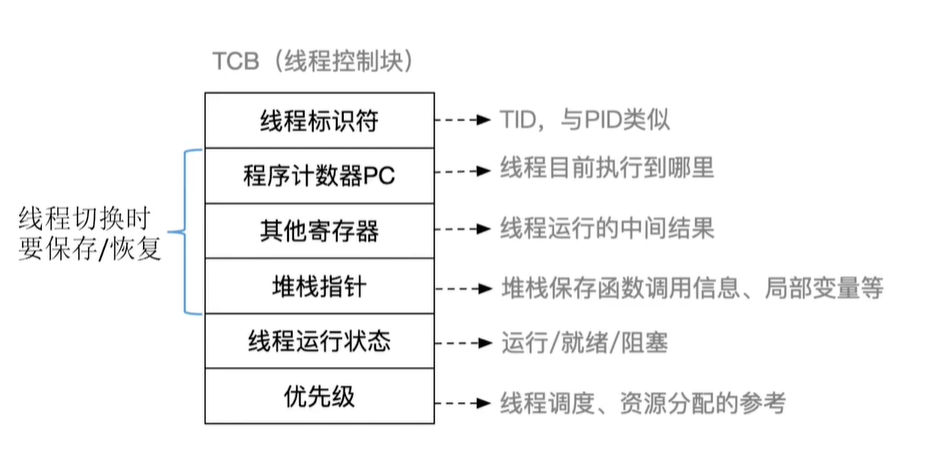 TCB（线程控制块）
线程标识符
TID，与PID类似
程序计数器PC
线程目前执行到哪里
线程切换时
要保存/恢复
其他寄存器
线程运行的中间结果
堆栈指针
堆栈保存函数调用信息、局部变量等
线程运行状态
运行/就绪/阻塞
优先级
线程调度、资源分配的参考